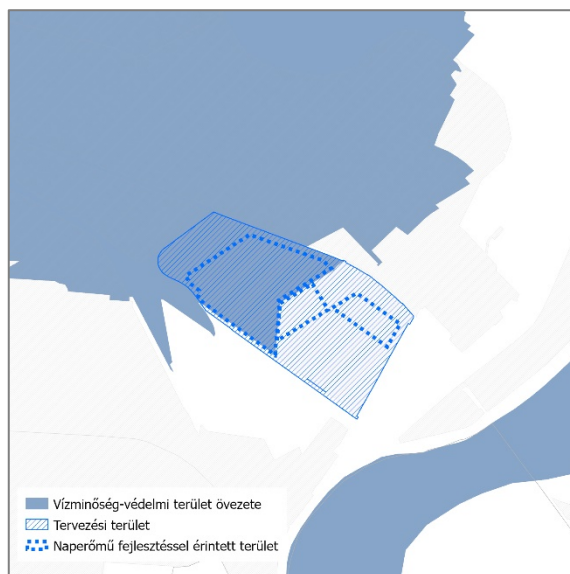 Vízminőség-védelmi terület övezete
Tervezési terület
Naperőmű fejlesztéssel érintett terület